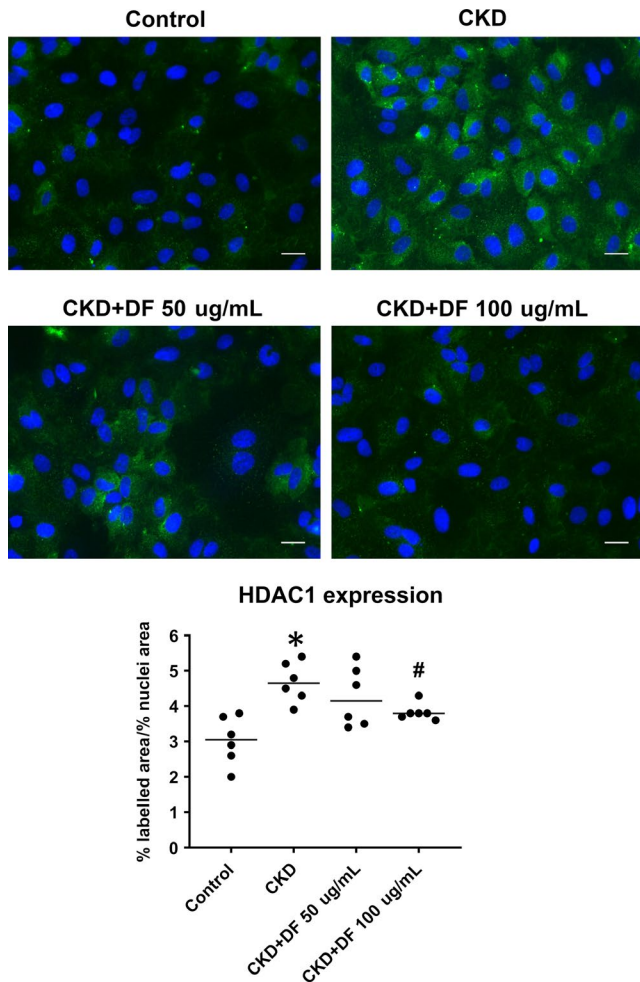 Control
CKD
CKD+DF 50 ug/mL
CKD+DF 100 ug/mL
HDAC1 expression
% labelled area/% nuclei area
6
5
4
3
2
1
0
*
#
Control
CKD
CKD+DF 50 ug/mL
CKD+DF 100 ug/mL